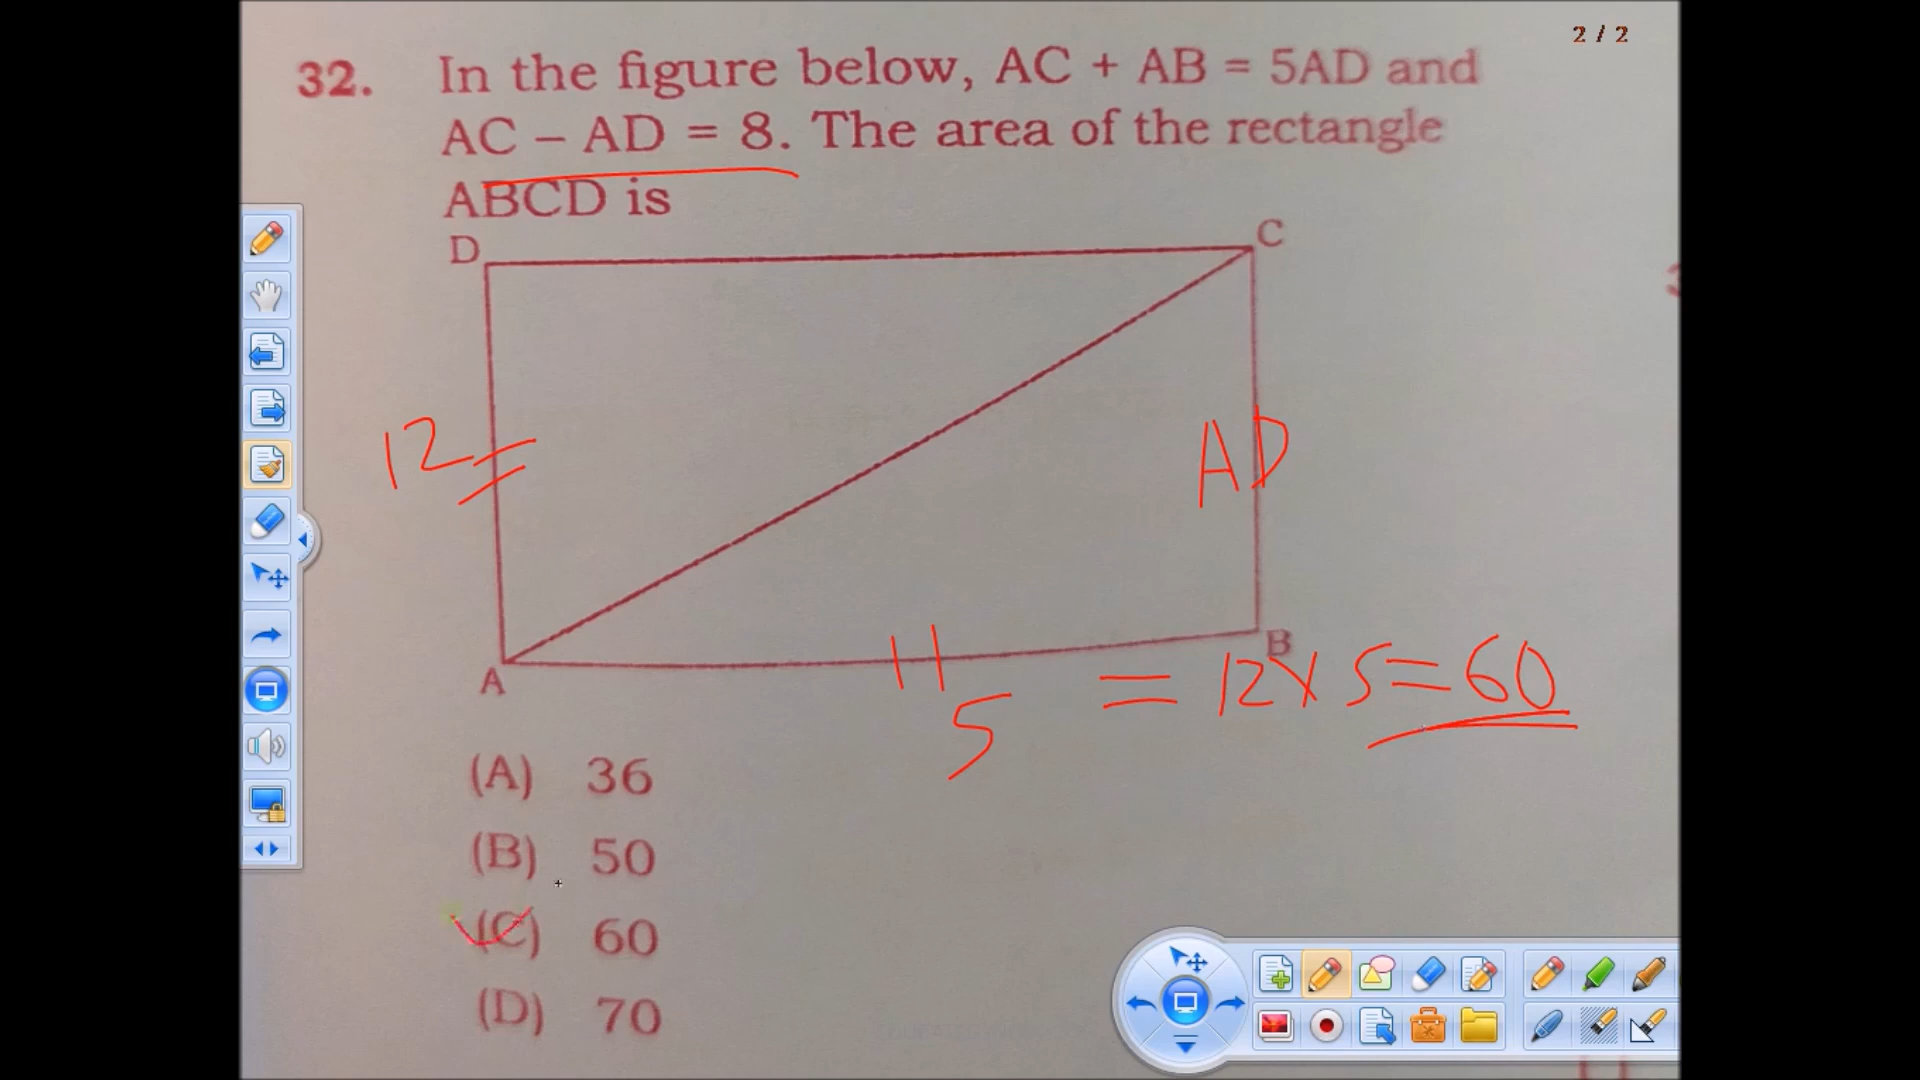 2 / 2
32. In the figure below, AC + AB = 5AD and
AC – AD = 8. The area of the rectangle
ABCD is
D
C
12
AD
A
B
11
5
= 12 x 5 = 60
(A) 36
(B) 50
(C) 60
(D) 70